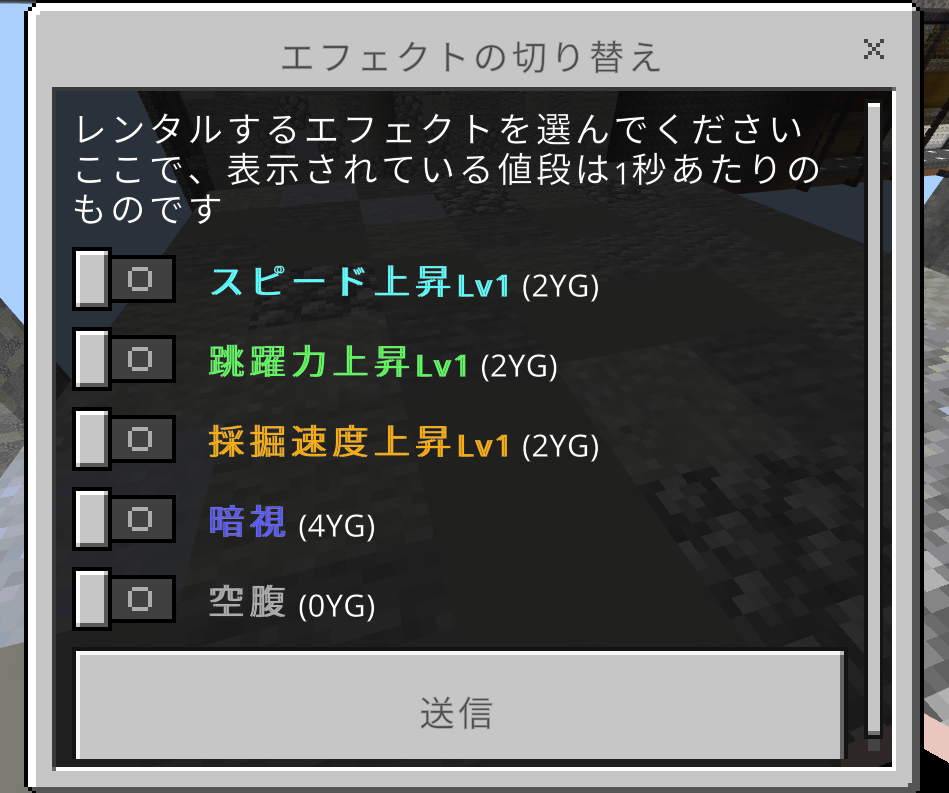 エフェクトの切り替え
レンタルするエフェクトを選んでください
ここで、表示されている値段は1秒あたりの
ものです
スピード上昇Lv1 (2YG)
跳躍力上昇Lv1 (2YG)
採掘速度上昇Lv1 (2YG)
暗視 (4YG)
空腹 (0YG)
送信